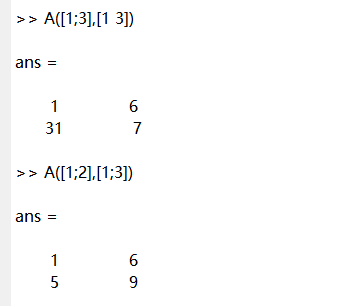 >> A([1;3],[1 3])
ans =
1 6
31 7
>> A([1;2],[1;3])
ans =
1 6
5 9